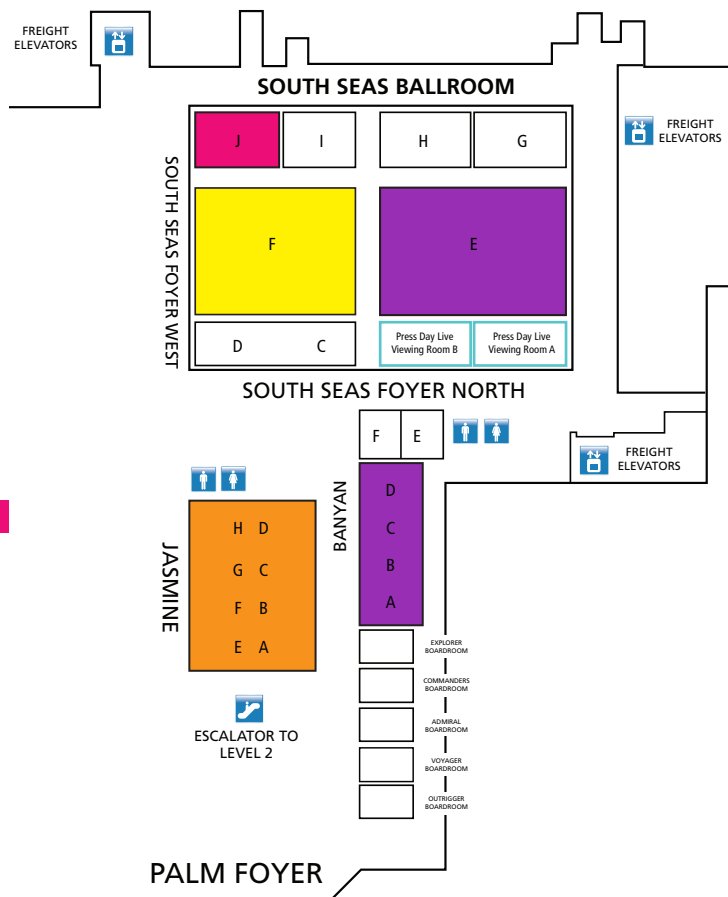 FREIGHT
ELEVATORS
SOUTH SEAS BALLROOM
J
I
H
G
FREIGHT
ELEVATORS
SOUTH SEAS FOYER WEST
F
E
D
C
Press Day Live
Viewing Room B
Press Day Live
Viewing Room A
SOUTH SEAS FOYER NORTH
F
E
FREIGHT
ELEVATORS
BANYAN
D
C
B
A
JASMINE
H D
G C
F B
E A
EXPLORER
BOARDROOM
COMMANDERS
BOARDROOM
ADMIRAL
BOARDROOM
VOYAGER
BOARDROOM
OUTRIGGER
BOARDROOM
ESCALATOR TO
LEVEL 2
PALM FOYER